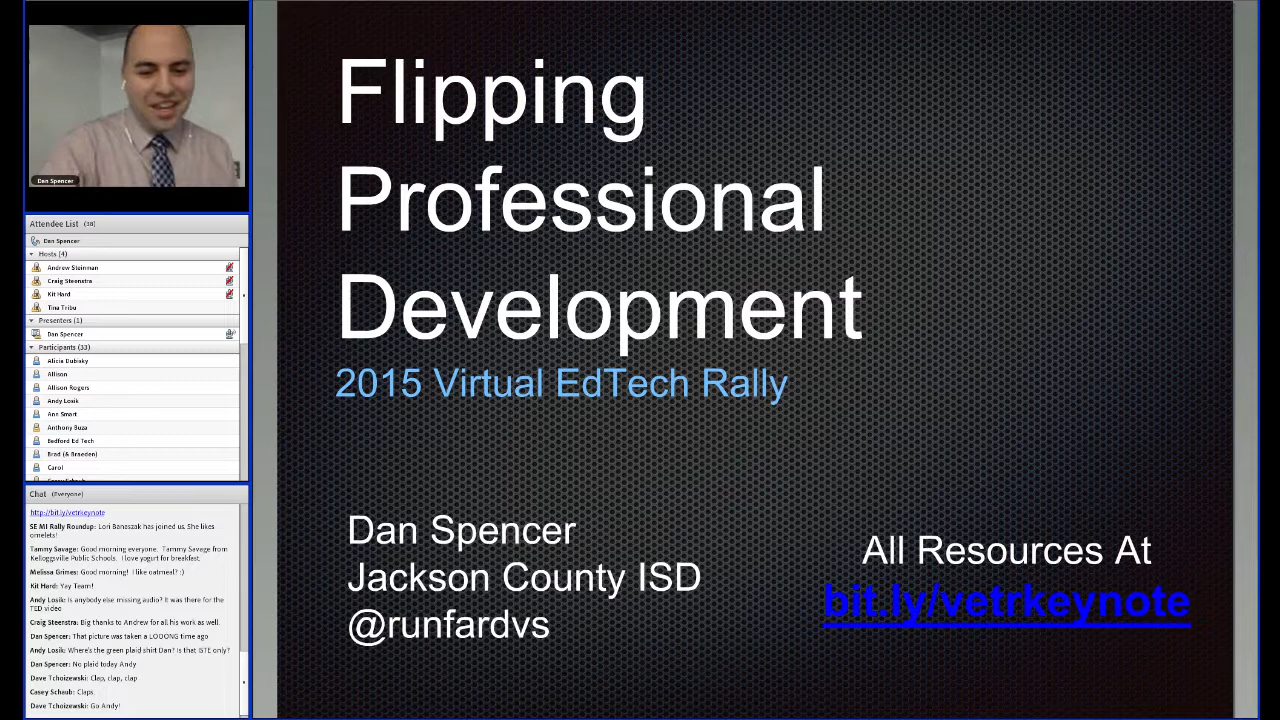 Dan Spencer
Attendee List (38)
Dan Spencer
Hosts (4)
Andrew Steinman
Craig Steenstra
Kit Hard
Tina Tribu
Presenters (1)
Dan Spencer
Participants (33)
Alicia Dubisky
Allison
Allison Rogers
Andy Losik
Ann Smart
Anthony Buza
Bedford Ed Tech
Brad (& Braeden)
Carol
Chat (Everyone)
http://bit.ly/vetrkeynote
SE MI Rally Roundup: Lori Banaszak has joined us. She likes
omelets!
Tammy Savage: Good morning everyone. Tammy Savage from
Kelloggsville Public Schools. I love yogurt for breakfast.
Melissa Grimes: Good morning! I like oatmeal? :)
Kit Hard: Yay Team!
Andy Losik: Is anybody else missing audio? It was there for the
TED video
Craig Steenstra: Big thanks to Andrew for all his work as well.
Dan Spencer: That picture was taken a LOOONG time ago
Andy Losik: Where's the green plaid shirt Dan? Is that ISTE only?
Dan Spencer: No plaid today Andy
Dave Tchoizewski: Clap, clap, clap
Casey Schaub: Claps
Dave Tchoizewski: Go Andy!
Flipping
Professional
Development
2015 Virtual EdTech Rally
Dan Spencer
Jackson County ISD
@runfardvs
All Resources At
bit.ly/vetrkeynote